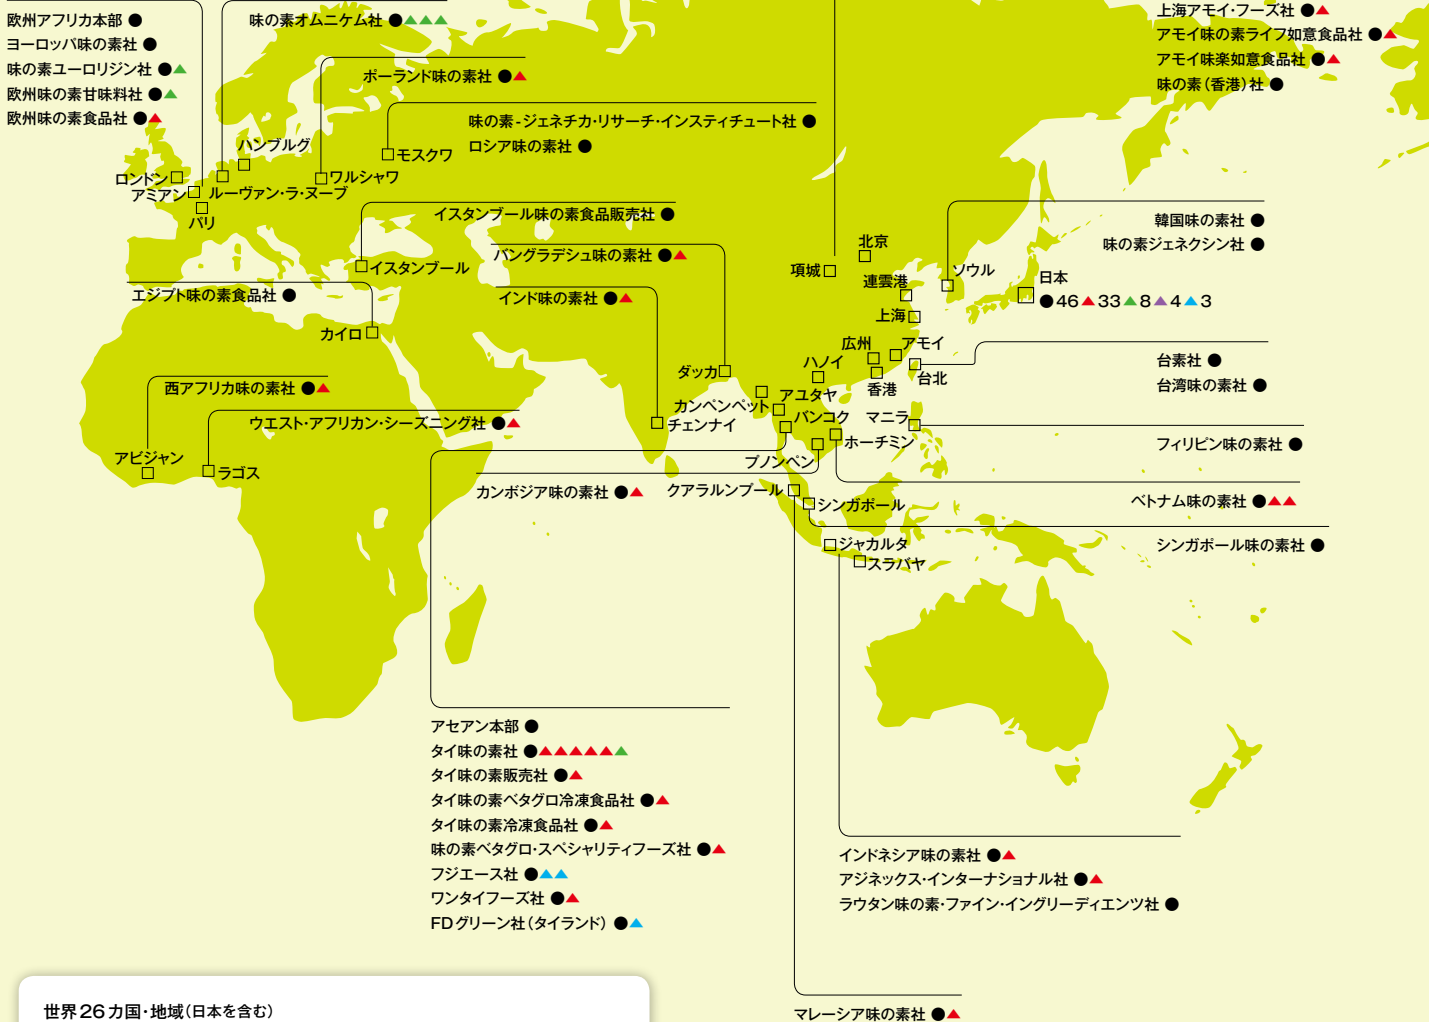 欧州アフリカ本部 ●
ヨーロッパ味の素社 ●
味の素ユーロリジン社 ●▲
欧州味の素甘味料社 ●▲
欧州味の素食品社 ●▲
味の素オムニケム社 ●▲▲▲
ポーランド味の素社 ●▲
味の素-ジェネチカ・リサーチ・インスティチュート社 ●
ロシア味の素社 ●
上海アモイ・フーズ社 ●▲
アモイ味の素ライフ如意食品社 ●▲
アモイ味楽如意食品社 ●▲
味の素（香港）社 ●
ハンブルグ
モスクワ
ロンドン
ワルシャワ
アミアン
ルーヴァン・ラ・ヌーブ
パリ
イスタンブール味の素食品販売社 ●
韓国味の素社 ●
味の素ジェネクシン社 ●
バングラデシュ味の素社 ●▲
イスタンブール
北京
項城
ソウル
日本
●46▲33▲8▲4▲3
連雲港
エジプト味の素食品社 ●
インド味の素社 ●▲
上海
カイロ
広州
アモイ
台素社 ●
台湾味の素社 ●
ハノイ
ダッカ
台北
香港
西アフリカ味の素社 ●▲
アユタヤ
カンペンペット
バンコク
マニラ
ウエスト・アフリカン・シーズニング社 ●▲
チェンナイ
ホーチミン
フィリピン味の素社 ●
アビジャン
ラゴス
プノンペン
カンボジア味の素社 ●▲
クアラルンプール
シンガポール
ベトナム味の素社 ●▲▲
ジャカルタ
シンガポール味の素社 ●
スラバヤ
アセアン本部 ●
タイ味の素社 ●▲▲▲▲▲▲
タイ味の素販売社 ●▲
タイ味の素ベタグロ冷凍食品社 ●▲
タイ味の素冷凍食品社 ●▲
味の素ベタグロ・スペシャリティフーズ社 ●▲
フジエース社 ●▲▲
ワンタイフーズ社 ●▲
FDグリーン社（タイランド） ●▲
インドネシア味の素社 ●▲
アジネックス・インターナショナル社 ●▲
ラウタン味の素・ファイン・イングリーディエンツ社 ●
世界26カ国・地域（日本を含む）
マレーシア味の素社 ●▲